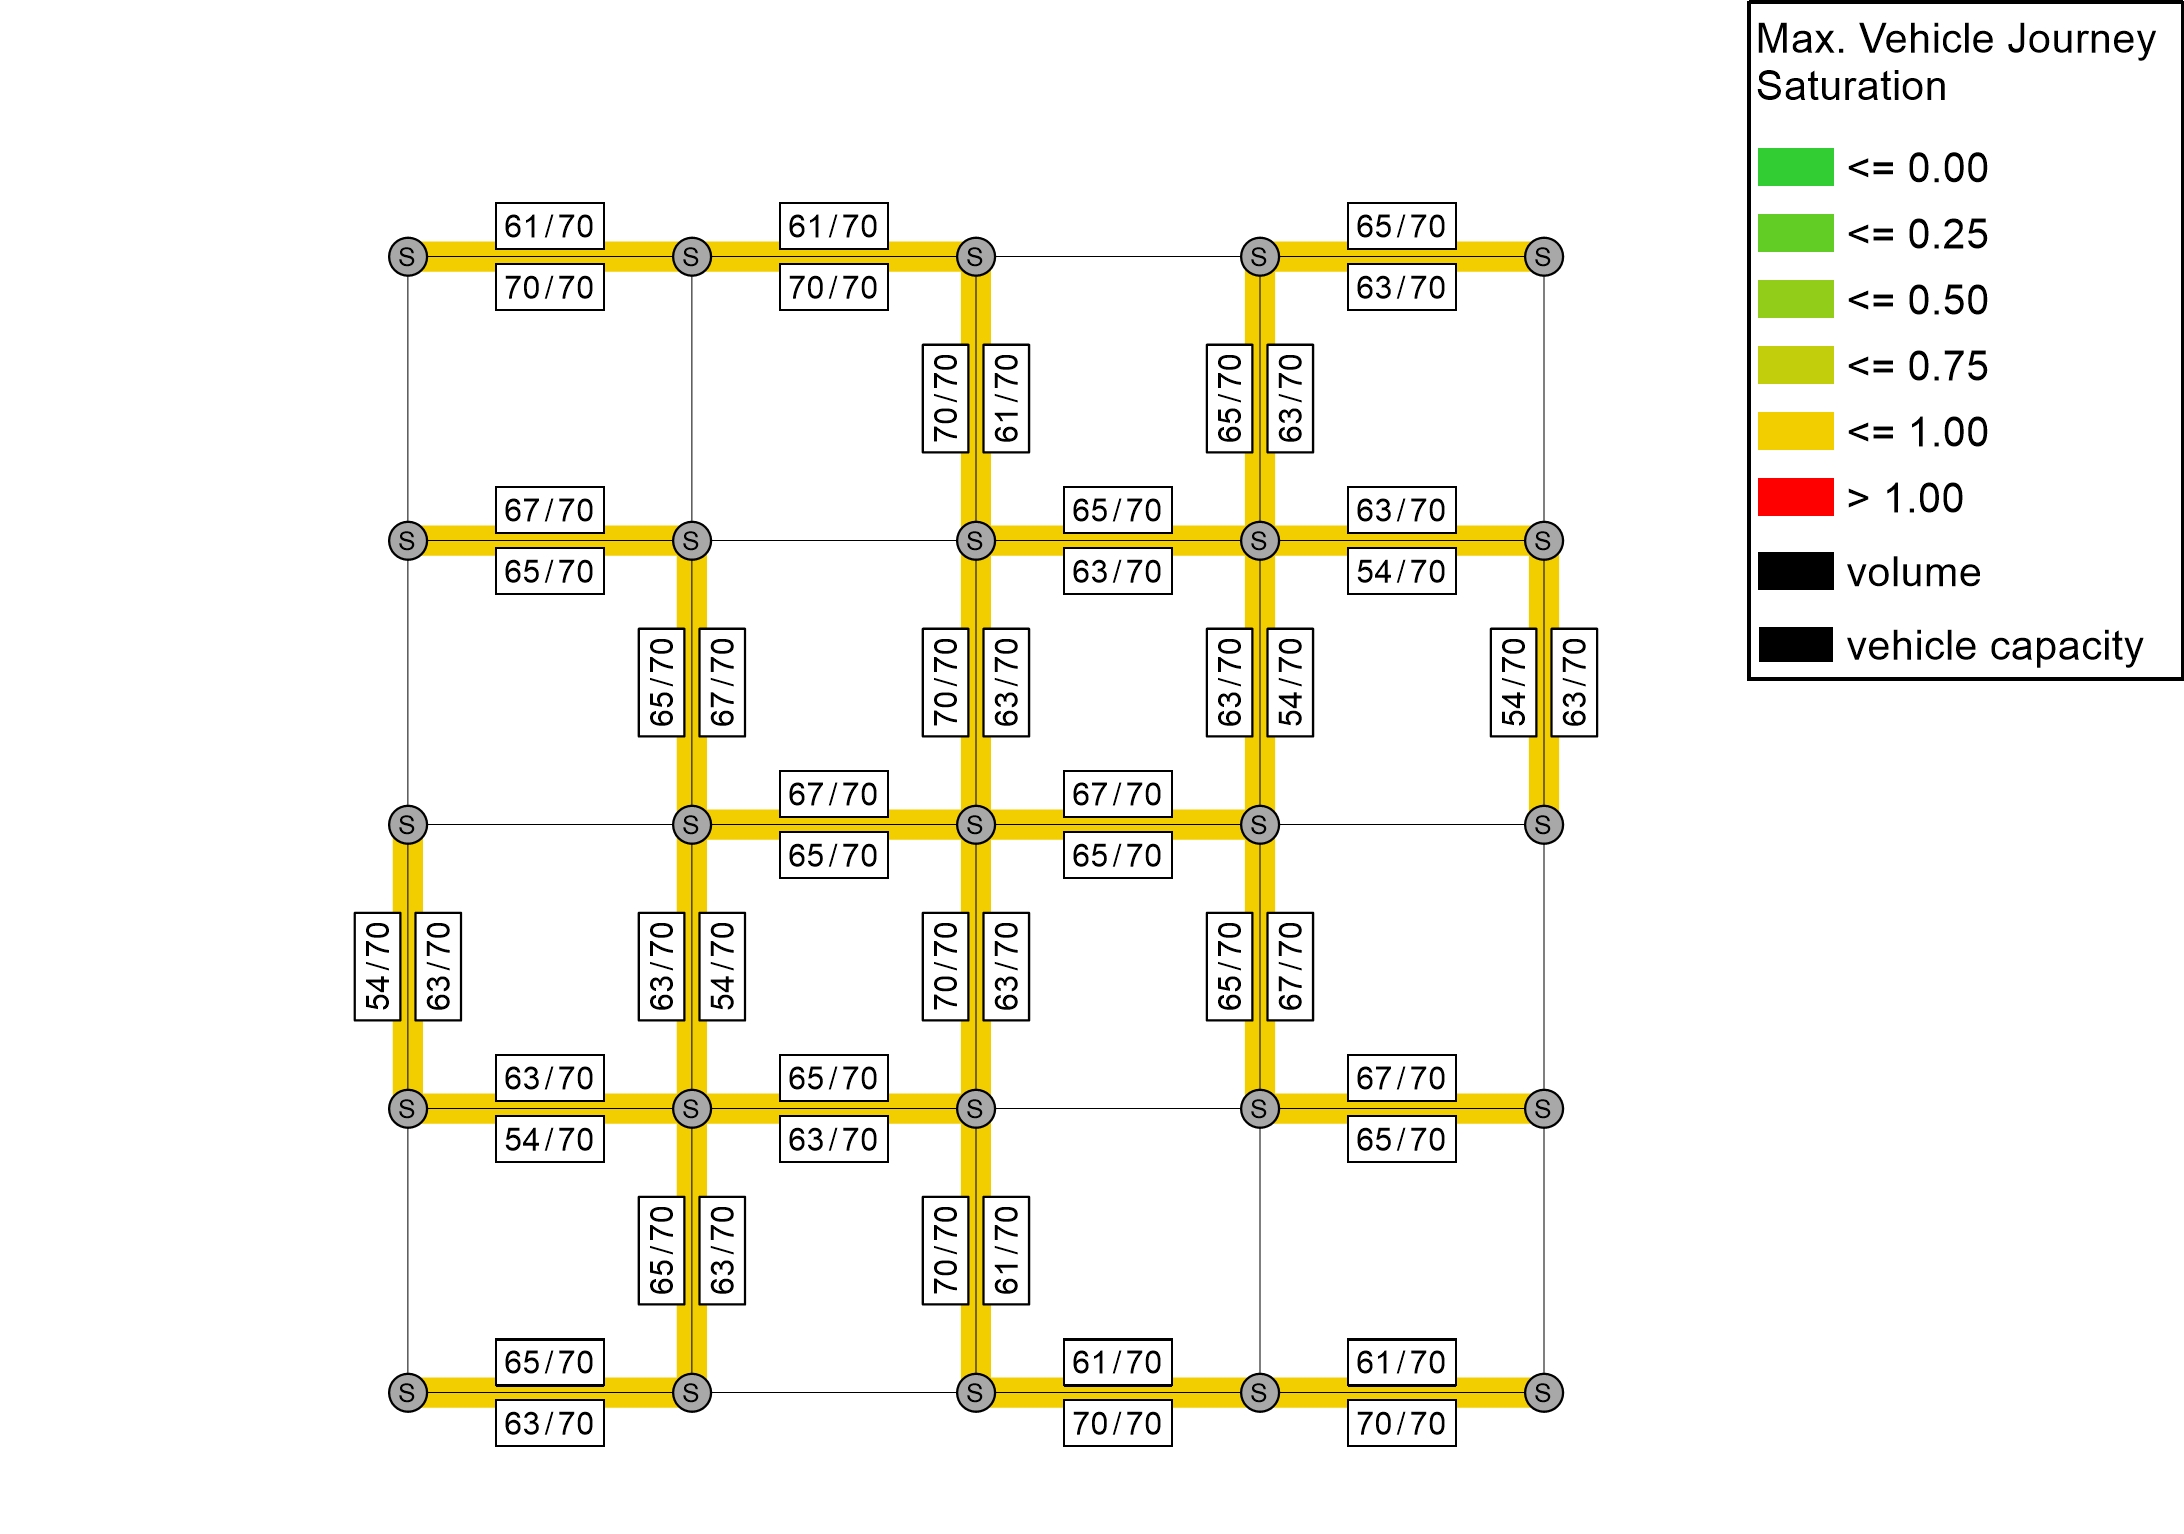 Max. Vehicle Journey
Saturation
<= 0.00
<= 0.25
<= 0.50
<= 0.75
<= 1.00
> 1.00
volume
vehicle capacity
61/70 61/70 65/70
S S S S S
70/70 70/70 63/70
70/70 61/70 65/70 63/70
67/70 65/70 63/70
S S S S S
65/70 63/70 54/70
65/70 67/70 70/70 63/70 63/70 54/70 54/70 63/70
67/70 67/70
S S S S S
65/70 65/70
54/70 63/70 63/70 54/70 70/70 63/70 65/70 67/70
63/70 65/70 67/70
S S S S S
54/70 63/70 65/70
65/70 63/70 70/70 61/70
65/70 61/70 61/70
S S S S S
63/70 70/70 70/70